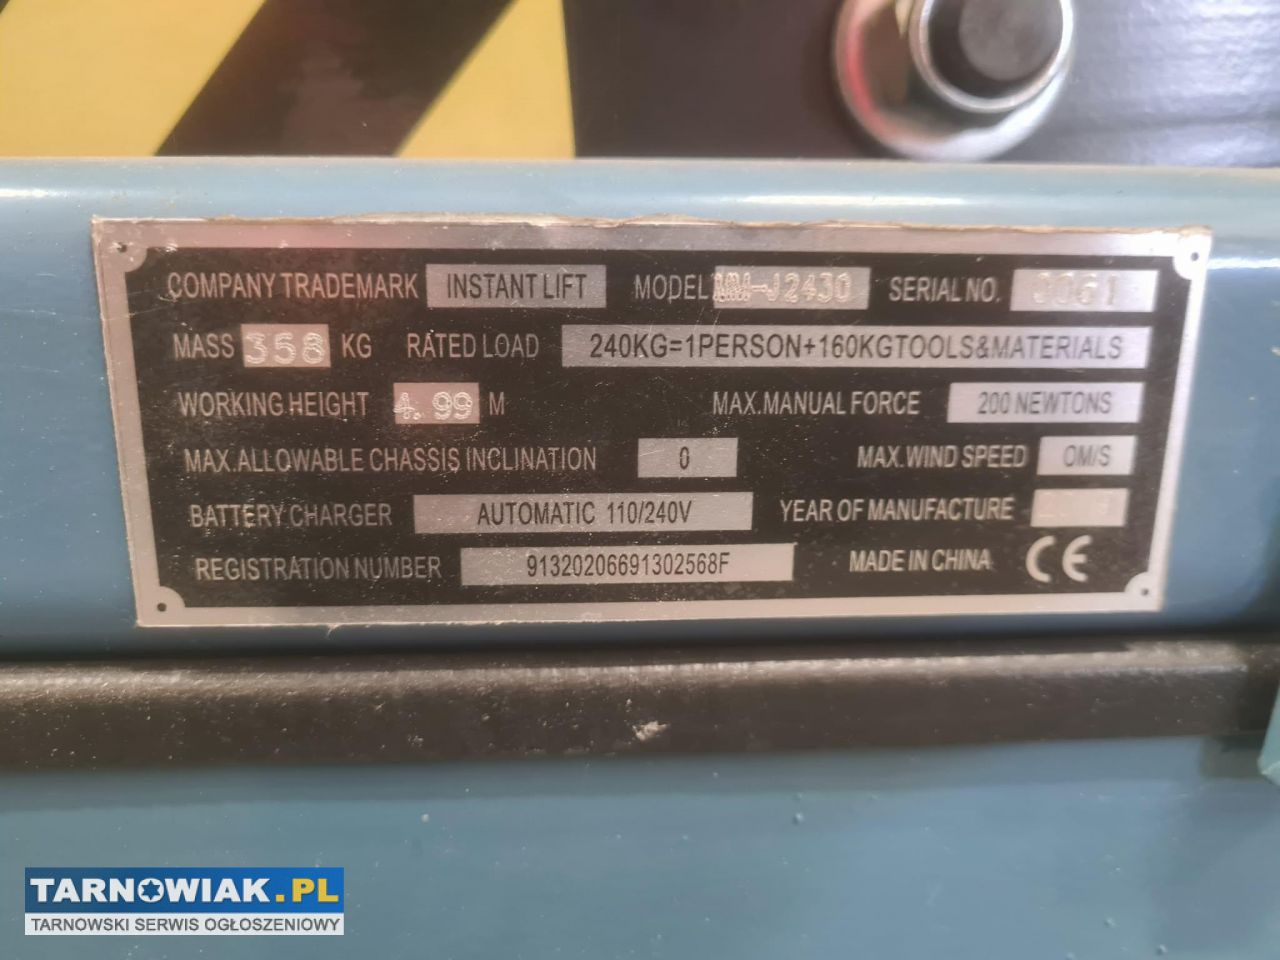 COMPANY TRADEMARK INSTANT LIFT MODEL SERIAL NO.
MASS 358 KG RATED LOAD 240KG=1PERSON+160KGTOOLS&MATERIALS
WORKING HEIGHT 4.99 M MAX.MANUAL FORCE 200 NEWTONS
MAX.ALLOWABLE CHASSIS INCLINATION 0 MAX.WIND SPEED 0M/S
BATTERY CHARGER AUTOMATIC 110/240V YEAR OF MANUFACTURE
REGISTRATION NUMBER 91320206691302568F MADE IN CHINA CE
TARNOWIAK.PL
TARNOWSKI SERWIS OGŁOSZENIOWY